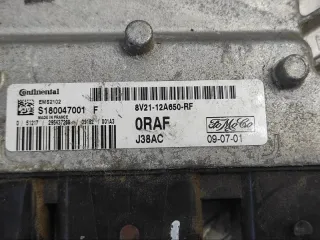 Continental
EMS2102
S180047001 F
MADE IN FRANCE
8V21-12A650-RF
0RAF
J38AC
FoMoCo
09-07-01